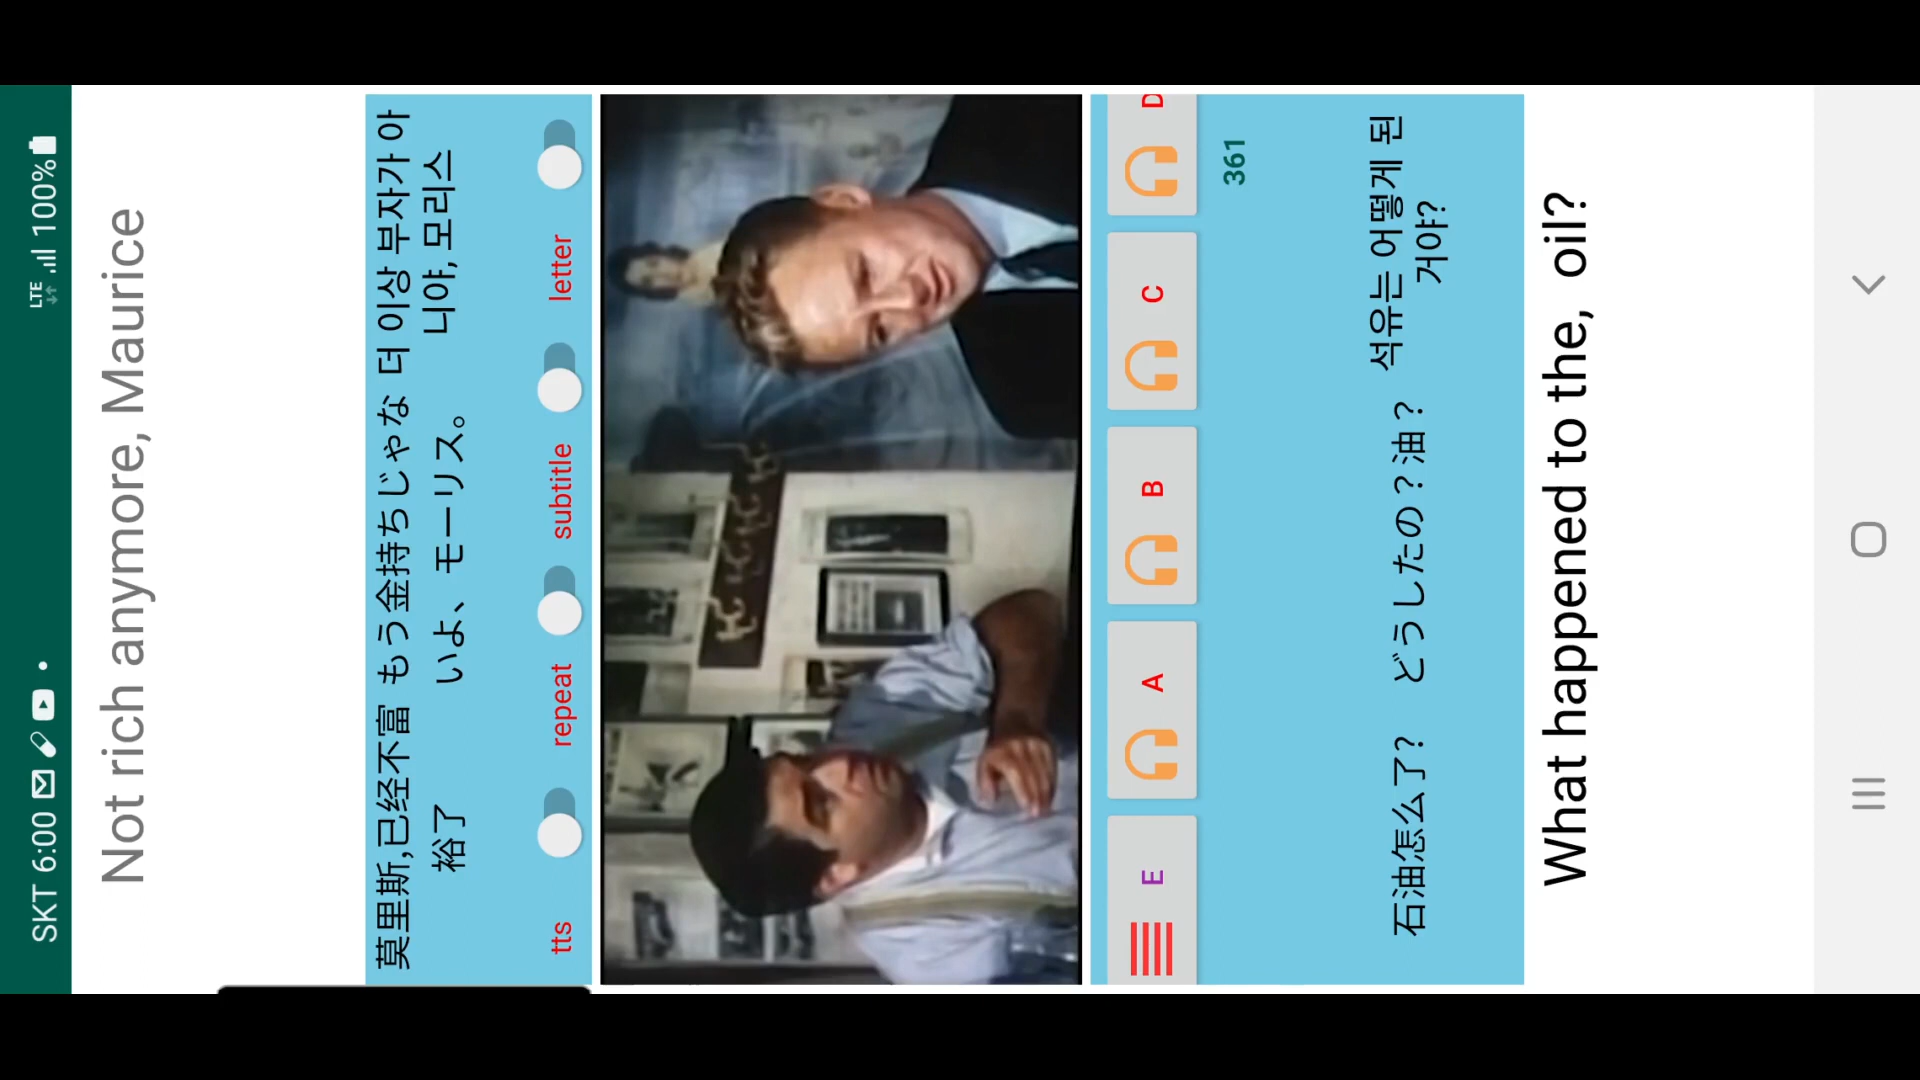 SKT 6:00
LTE 100%
Not rich anymore, Maurice
莫里斯,已经不富
裕了
もう金持ちじゃな
いよ、モーリス。
더 이상 부자가 아
니야, 모리스
tts
repeat
subtitle
letter
E
A
B
C
D
361
石油怎么了?
どうしたの？油？
석유는 어떻게 된
거야?
What happened to the, oil?